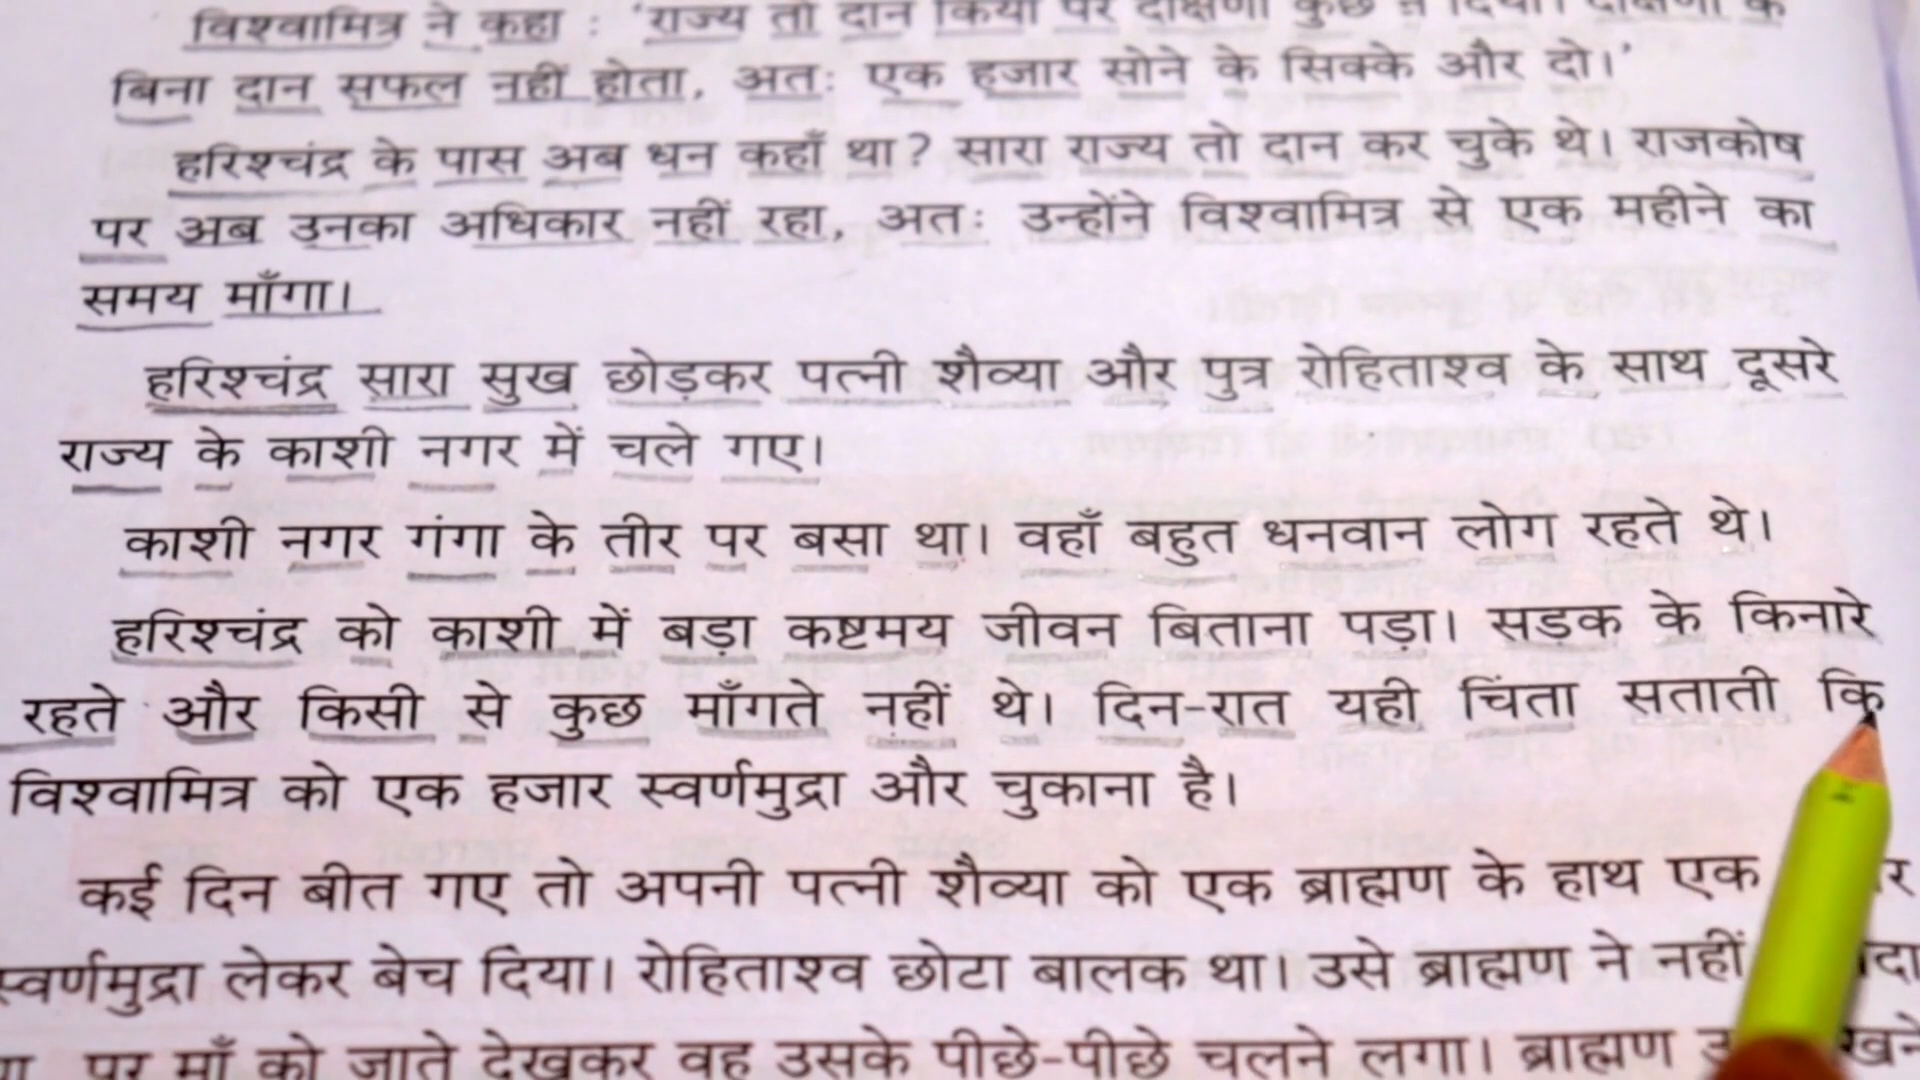 विश्वामित्र ने कहा : 'राज्य तो दान किया पर दक्षिणा कुछ न दिया। दक्षिणा के
बिना दान सफल नहीं होता, अतः एक हजार सोने के सिक्के और दो।'
हरिश्चंद्र के पास अब धन कहाँ था? सारा राज्य तो दान कर चुके थे। राजकोष
पर अब उनका अधिकार नहीं रहा, अतः उन्होंने विश्वामित्र से एक महीने का
समय माँगा।
हरिश्चंद्र सारा सुख छोड़कर पत्नी शैव्या और पुत्र रोहिताश्व के साथ दूसरे
राज्य के काशी नगर में चले गए।
काशी नगर गंगा के तीर पर बसा था। वहाँ बहुत धनवान लोग रहते थे।
हरिश्चंद्र को काशी में बड़ा कष्टमय जीवन बिताना पड़ा। सड़क के किनारे
रहते और किसी से कुछ माँगते नहीं थे। दिन-रात यही चिंता सताती कि
विश्वामित्र को एक हजार स्वर्णमुद्रा और चुकाना है।
कई दिन बीत गए तो अपनी पत्नी शैव्या को एक ब्राह्मण के हाथ एक
स्वर्णमुद्रा लेकर बेच दिया। रोहिताश्व छोटा बालक था। उसे ब्राह्मण ने नहीं
पर माँ को जाते देखकर वह उसके पीछे-पीछे चलने लगा। ब्राह्मण